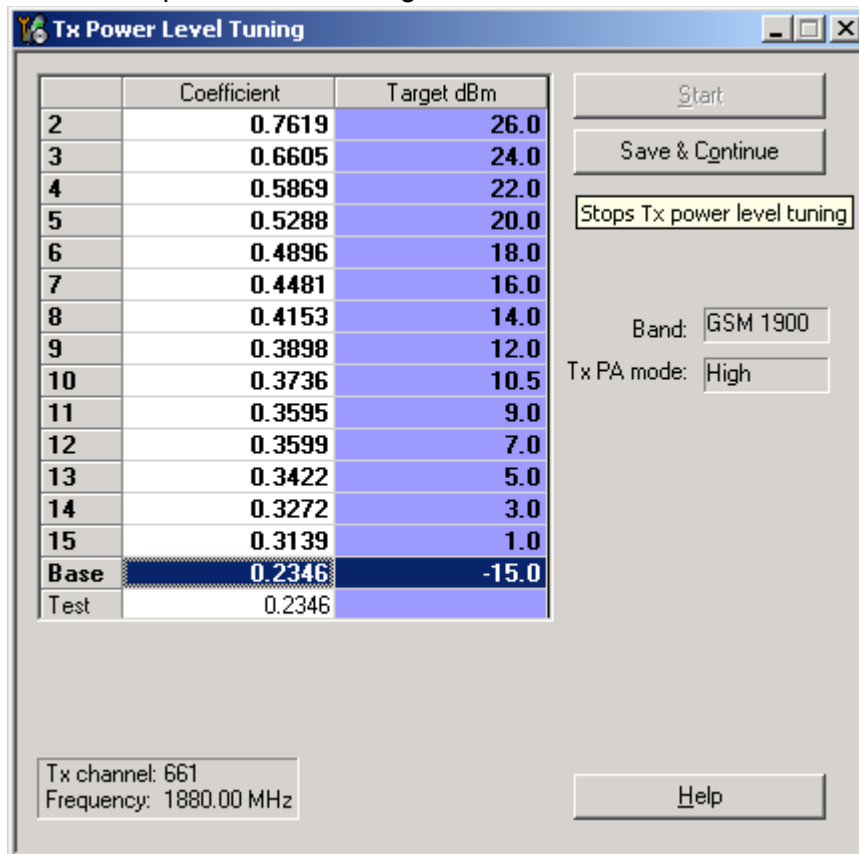 Tx Power Level Tuning
Coefficient Target dBm
2 0.7619 26.0
3 0.6605 24.0
4 0.5869 22.0
5 0.5288 20.0
6 0.4896 18.0
7 0.4481 16.0
8 0.4153 14.0
9 0.3898 12.0
10 0.3736 10.5
11 0.3595 9.0
12 0.3599 7.0
13 0.3422 5.0
14 0.3272 3.0
15 0.3139 1.0
Base 0.2346 -15.0
Test 0.2346
Start
Save & Continue
Stops Tx power level tuning
Band: GSM 1900
Tx PA mode: High
Tx channel: 661
Frequency: 1880.00 MHz
Help